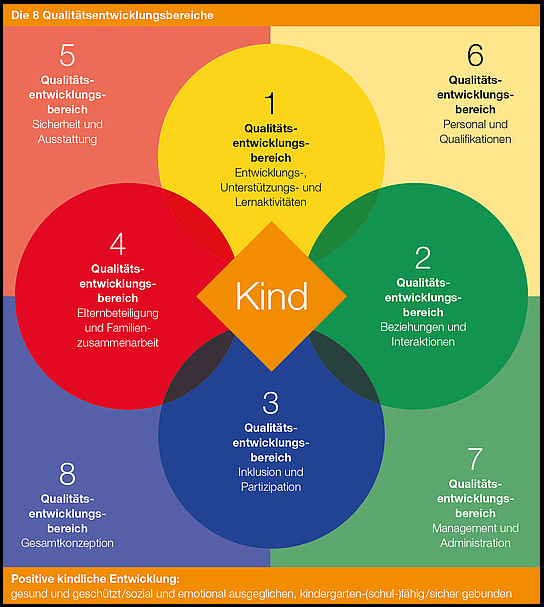 Die 8 Qualitätsentwicklungsbereiche
5
Qualitäts-
entwicklungs-
bereich
Sicherheit und
Ausstattung
6
Qualitäts-
entwicklungs-
bereich
Personal und
Qualifikationen
1
Qualitäts-
entwicklungs-
bereich
Entwicklungs-,
Unterstützungs- und
Lernaktivitäten
4
Qualitäts-
entwicklungs-
bereich
Elternbeteiligung
und Familien-
zusammenarbeit
Kind
2
Qualitäts-
entwicklungs-
bereich
Beziehungen und
Interaktionen
3
Qualitäts-
entwicklungs-
bereich
Inklusion und
Partizipation
8
Qualitäts-
entwicklungs-
bereich
Gesamtkonzeption
7
Qualitäts-
entwicklungs-
bereich
Management und
Administration
Positive kindliche Entwicklung:
gesund und geschützt/sozial und emotional ausgeglichen, kindergarten-(schul-)fähig/sicher gebunden